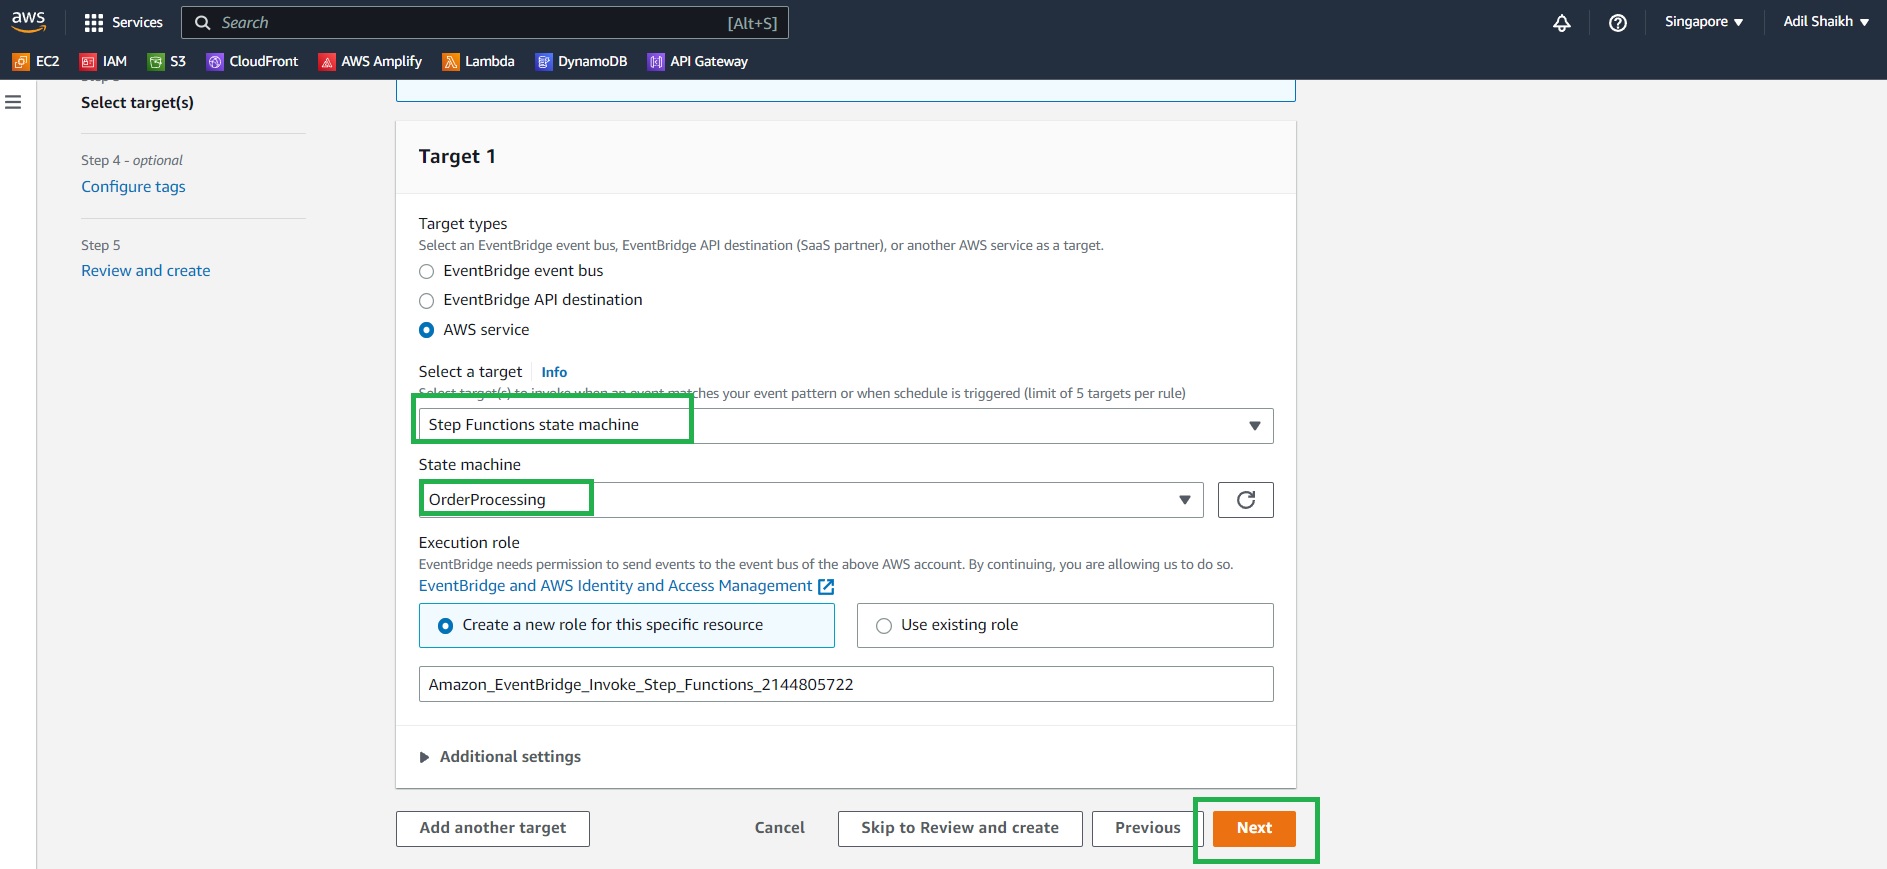 aws
Services
Search
[Alt+S]
Singapore
Adil Shaikh
EC2
IAM
S3
CloudFront
AWS Amplify
Lambda
DynamoDB
API Gateway
Select target(s)
Step 4 - optional
Configure tags
Step 5
Review and create
Target 1
Target types
Select an EventBridge event bus, EventBridge API destination (SaaS partner), or another AWS service as a target.
EventBridge event bus
EventBridge API destination
AWS service
Select a target
Info
Select target(s) to invoke when an event matches your event pattern or when schedule is triggered (limit of 5 targets per rule)
Step Functions state machine
State machine
OrderProcessing
Execution role
EventBridge needs permission to send events to the event bus of the above AWS account. By continuing, you are allowing us to do so.
EventBridge and AWS Identity and Access Management
Create a new role for this specific resource
Use existing role
Amazon_EventBridge_Invoke_Step_Functions_2144805722
Additional settings
Add another target
Cancel
Skip to Review and create
Previous
Next